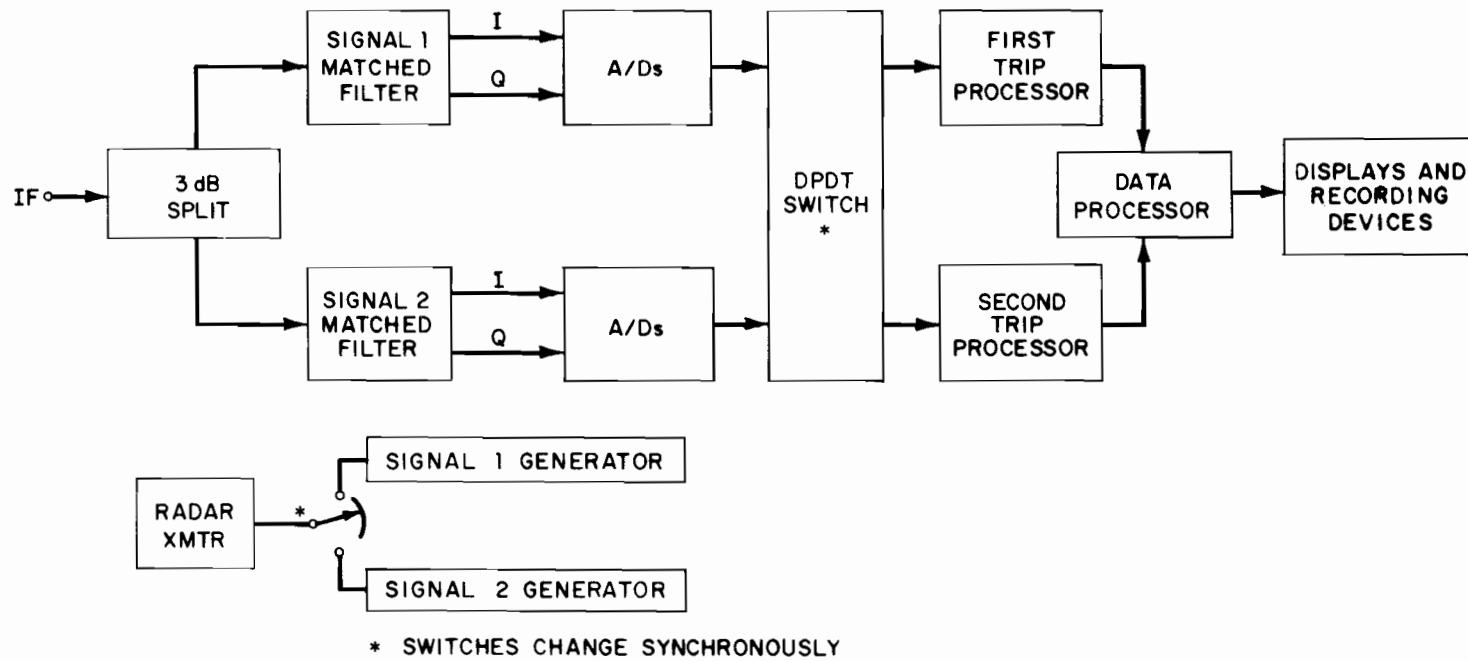 SIGNAL 1
MATCHED
FILTER
I
Q
A/Ds
FIRST
TRIP
PROCESSOR
IF
3 dB
SPLIT
DPDT
SWITCH
*
DATA
PROCESSOR
DISPLAYS AND
RECORDING
DEVICES
SIGNAL 2
MATCHED
FILTER
I
Q
A/Ds
SECOND
TRIP
PROCESSOR
SIGNAL 1 GENERATOR
RADAR
XMTR
*
SIGNAL 2 GENERATOR
* SWITCHES CHANGE SYNCHRONOUSLY